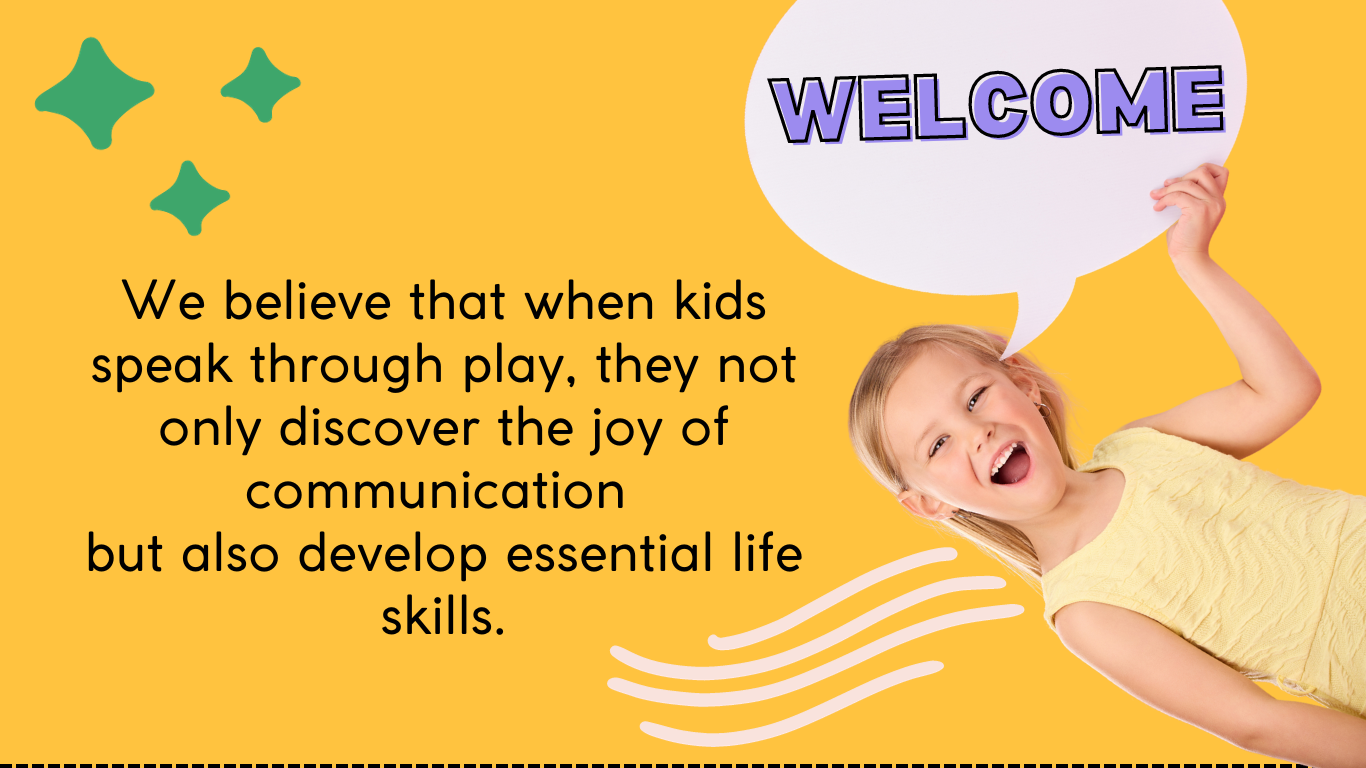 WELCOME
We believe that when kids
speak through play, they not
only discover the joy of
communication
but also develop essential life
skills.